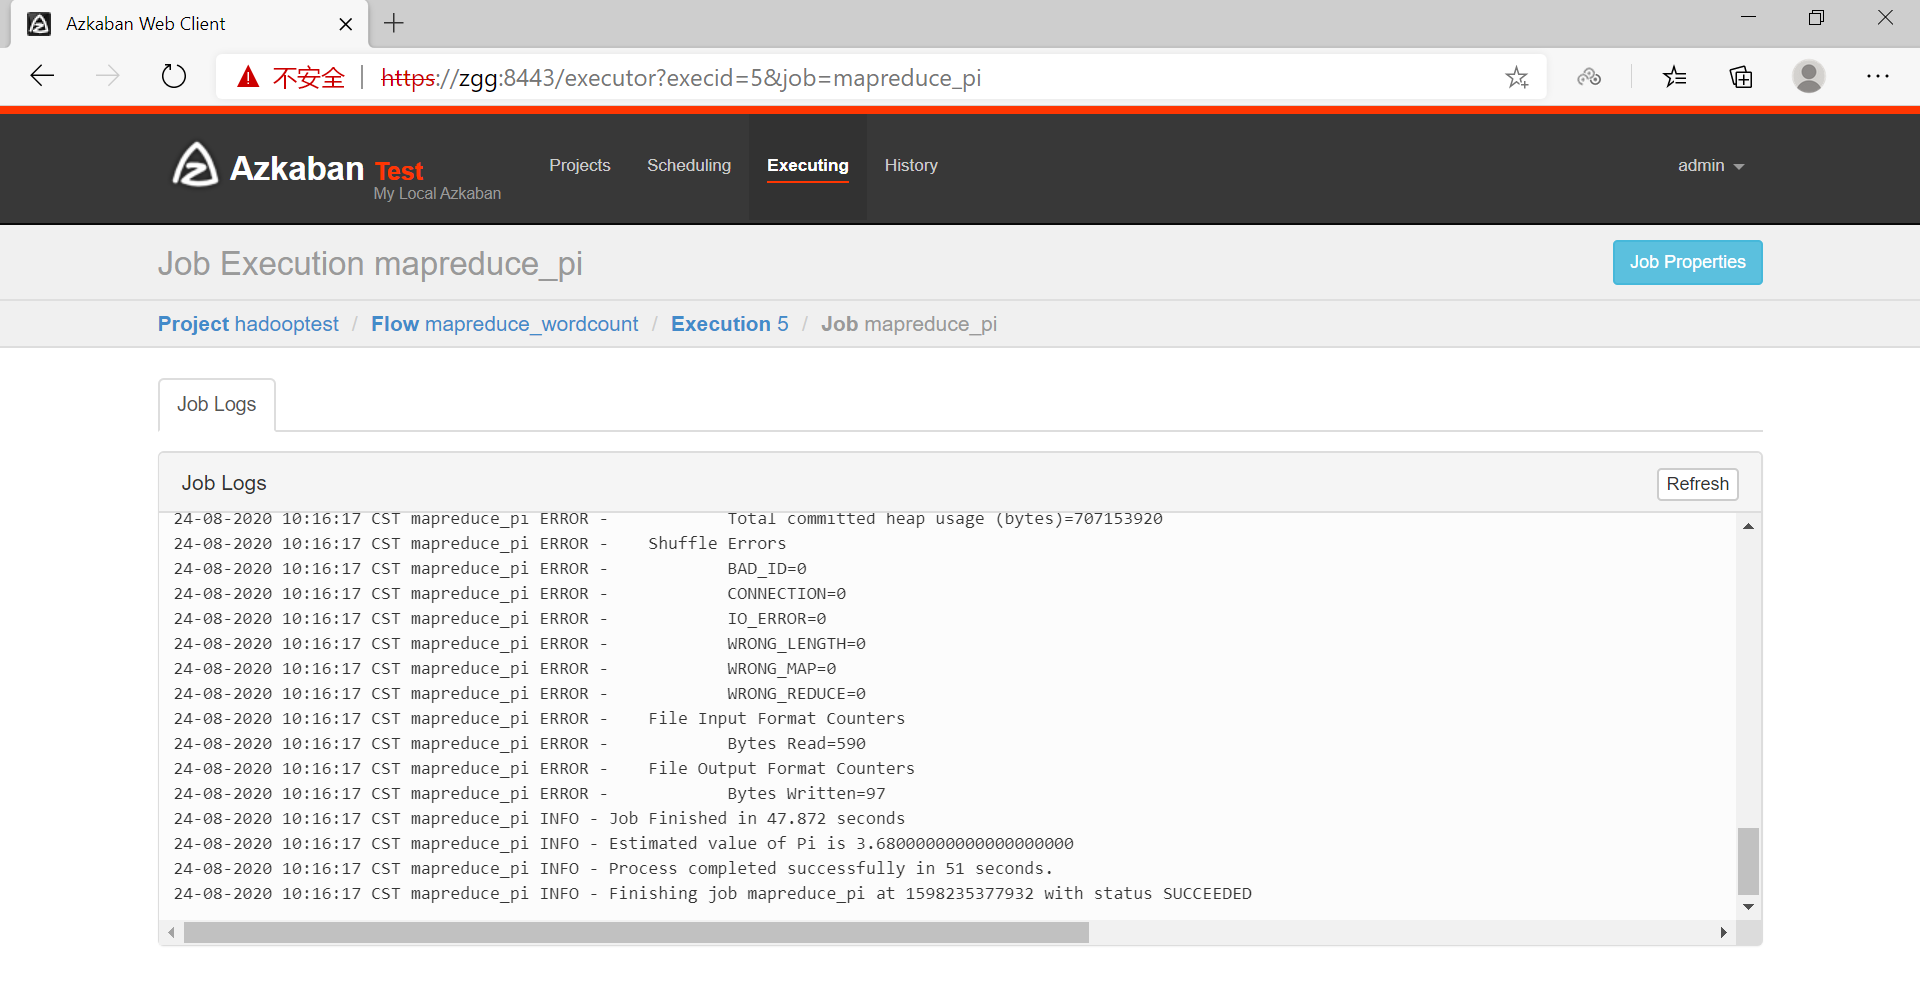 Azkaban Web Client
不安全 | https://zgg:8443/executor?execid=5&job=mapreduce_pi
Azkaban Test
My Local Azkaban
Projects Scheduling Executing History admin
Job Execution mapreduce_pi
Job Properties
Project hadooptest / Flow mapreduce_wordcount / Execution 5 / Job mapreduce_pi
Job Logs
Job Logs
Refresh
24-08-2020 10:16:17 CST mapreduce_pi ERROR - Total committed heap usage (bytes)=707153920
24-08-2020 10:16:17 CST mapreduce_pi ERROR - Shuffle Errors
24-08-2020 10:16:17 CST mapreduce_pi ERROR - BAD_ID=0
24-08-2020 10:16:17 CST mapreduce_pi ERROR - CONNECTION=0
24-08-2020 10:16:17 CST mapreduce_pi ERROR - IO_ERROR=0
24-08-2020 10:16:17 CST mapreduce_pi ERROR - WRONG_LENGTH=0
24-08-2020 10:16:17 CST mapreduce_pi ERROR - WRONG_MAP=0
24-08-2020 10:16:17 CST mapreduce_pi ERROR - WRONG_REDUCE=0
24-08-2020 10:16:17 CST mapreduce_pi ERROR - File Input Format Counters
24-08-2020 10:16:17 CST mapreduce_pi ERROR - Bytes Read=590
24-08-2020 10:16:17 CST mapreduce_pi ERROR - File Output Format Counters
24-08-2020 10:16:17 CST mapreduce_pi ERROR - Bytes Written=97
24-08-2020 10:16:17 CST mapreduce_pi INFO - Job Finished in 47.872 seconds
24-08-2020 10:16:17 CST mapreduce_pi INFO - Estimated value of Pi is 3.68000000000000000000
24-08-2020 10:16:17 CST mapreduce_pi INFO - Process completed successfully in 51 seconds.
24-08-2020 10:16:17 CST mapreduce_pi INFO - Finishing job mapreduce_pi at 1598235377932 with status SUCCEEDED